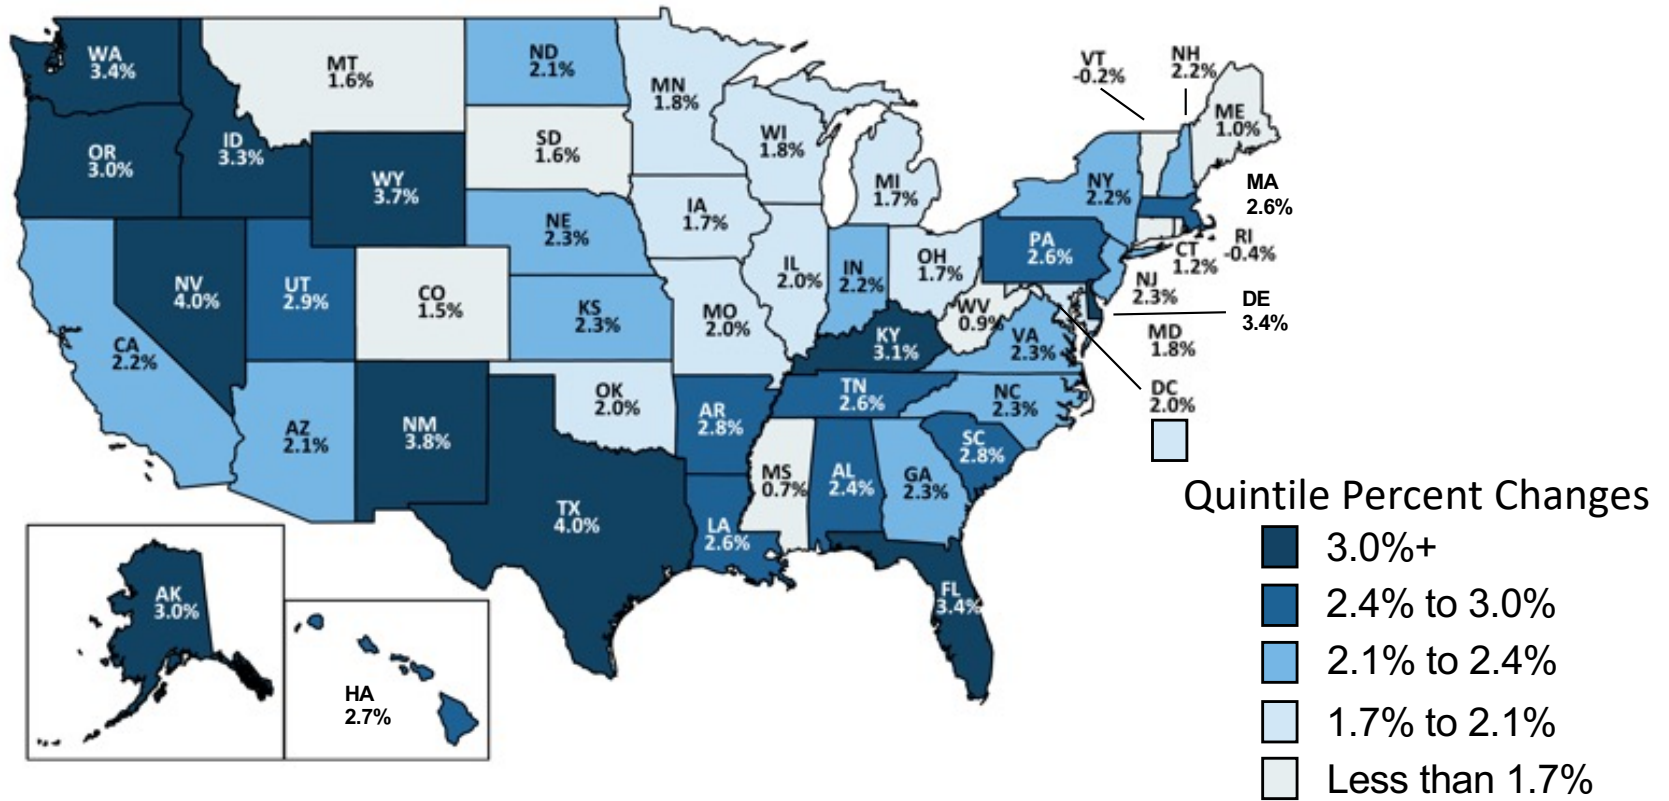 WA
3.4%
MT
1.6%
ND
2.1%
MN
1.8%
VT
-0.2%
NH
2.2%
ME
1.0%
OR
3.0%
ID
3.3%
WY
3.7%
SD
1.6%
WI
1.8%
MI
1.7%
NY
2.2%
MA
2.6%
NE
2.3%
IA
1.7%
PA
2.6%
CT
1.2%
RI
-0.4%
NV
4.0%
UT
2.9%
CO
1.5%
KS
2.3%
MO
2.0%
IL
2.0%
IN
2.2%
OH
1.7%
WV
0.9%
VA
2.3%
NJ
2.3%
DE
3.4%
MD
1.8%
CA
2.2%
KY
3.1%
DC
2.0%
AZ
2.1%
NM
3.8%
OK
2.0%
AR
2.8%
TN
2.6%
NC
2.3%
SC
2.8%
MS
0.7%
AL
2.4%
GA
2.3%
TX
4.0%
LA
2.6%
FL
3.4%
AK
3.0%
HA
2.7%
Quintile Percent Changes
3.0%+
2.4% to 3.0%
2.1% to 2.4%
1.7% to 2.1%
Less than 1.7%